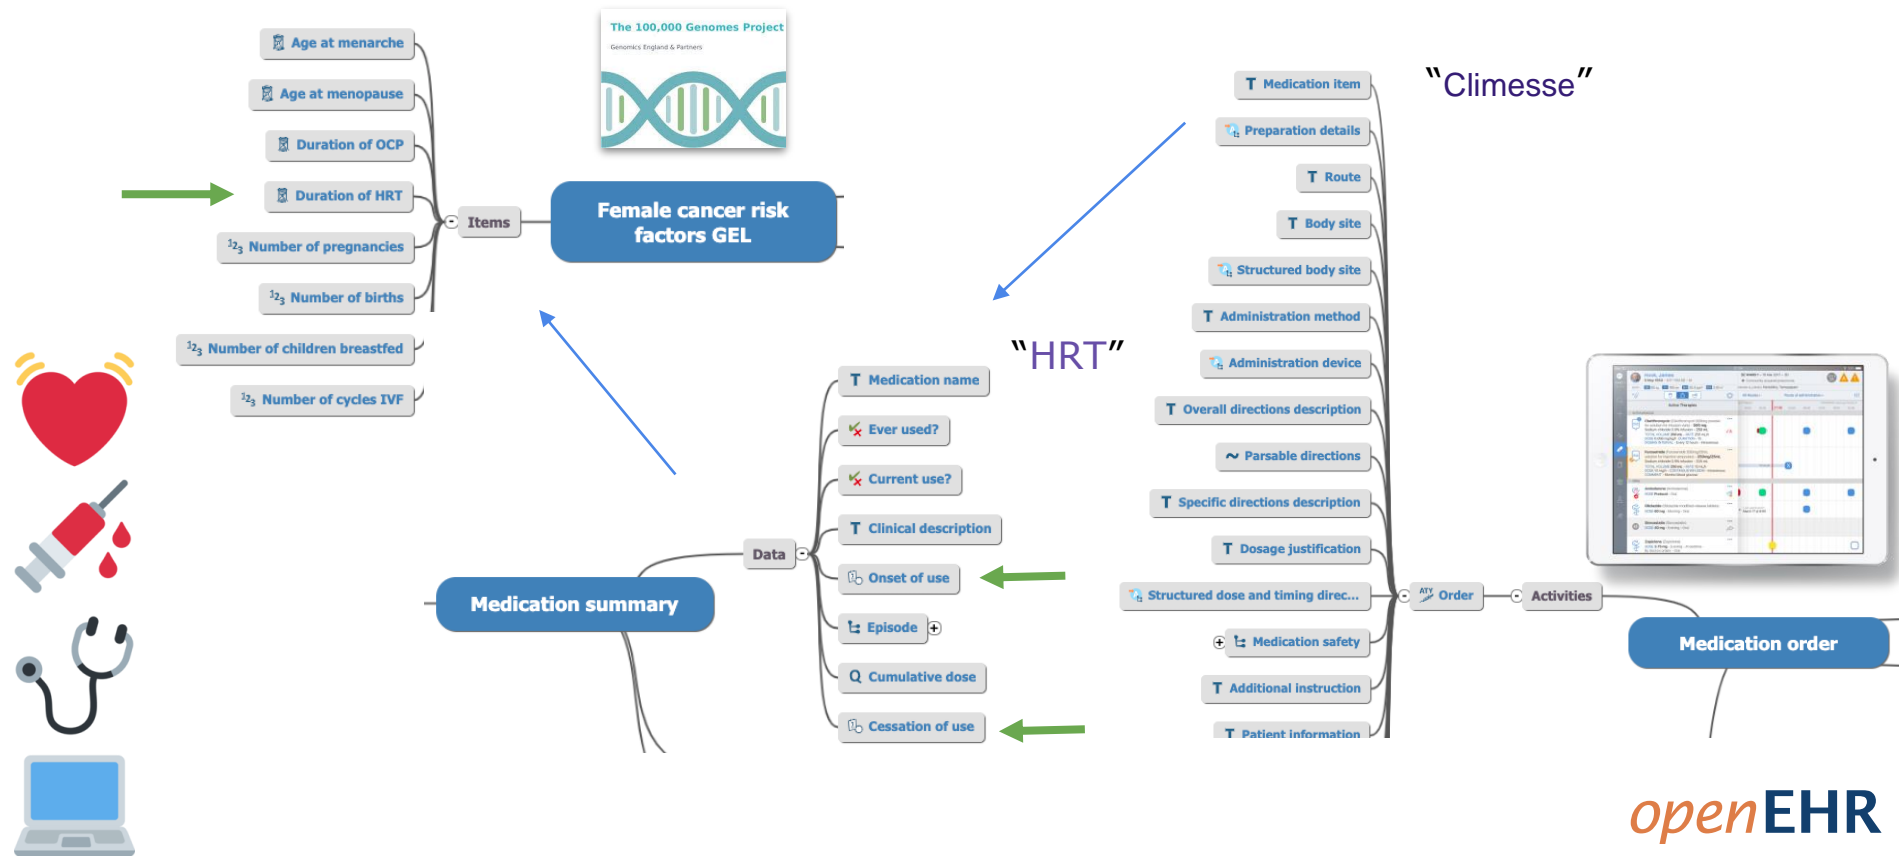 The 100,000 Genomes Project
Genomics England & Partners
Age at menarche
Age at menopause
Duration of OCP
Duration of HRT
Number of pregnancies
Number of births
Number of children breastfed
Number of cycles IVF
Items
Female cancer risk
factors GEL
"HRT"
Medication name
Ever used?
Current use?
Clinical description
Onset of use
Episode
Cumulative dose
Cessation of use
Data
Medication summary
"Climesse"
Medication item
Preparation details
Route
Body site
Structured body site
Administration method
Administration device
Overall directions description
Parsable directions
Specific directions description
Dosage justification
Structured dose and timing direc...
Medication safety
Additional instruction
Patient information
Order
Activities
Medication order
openEHR